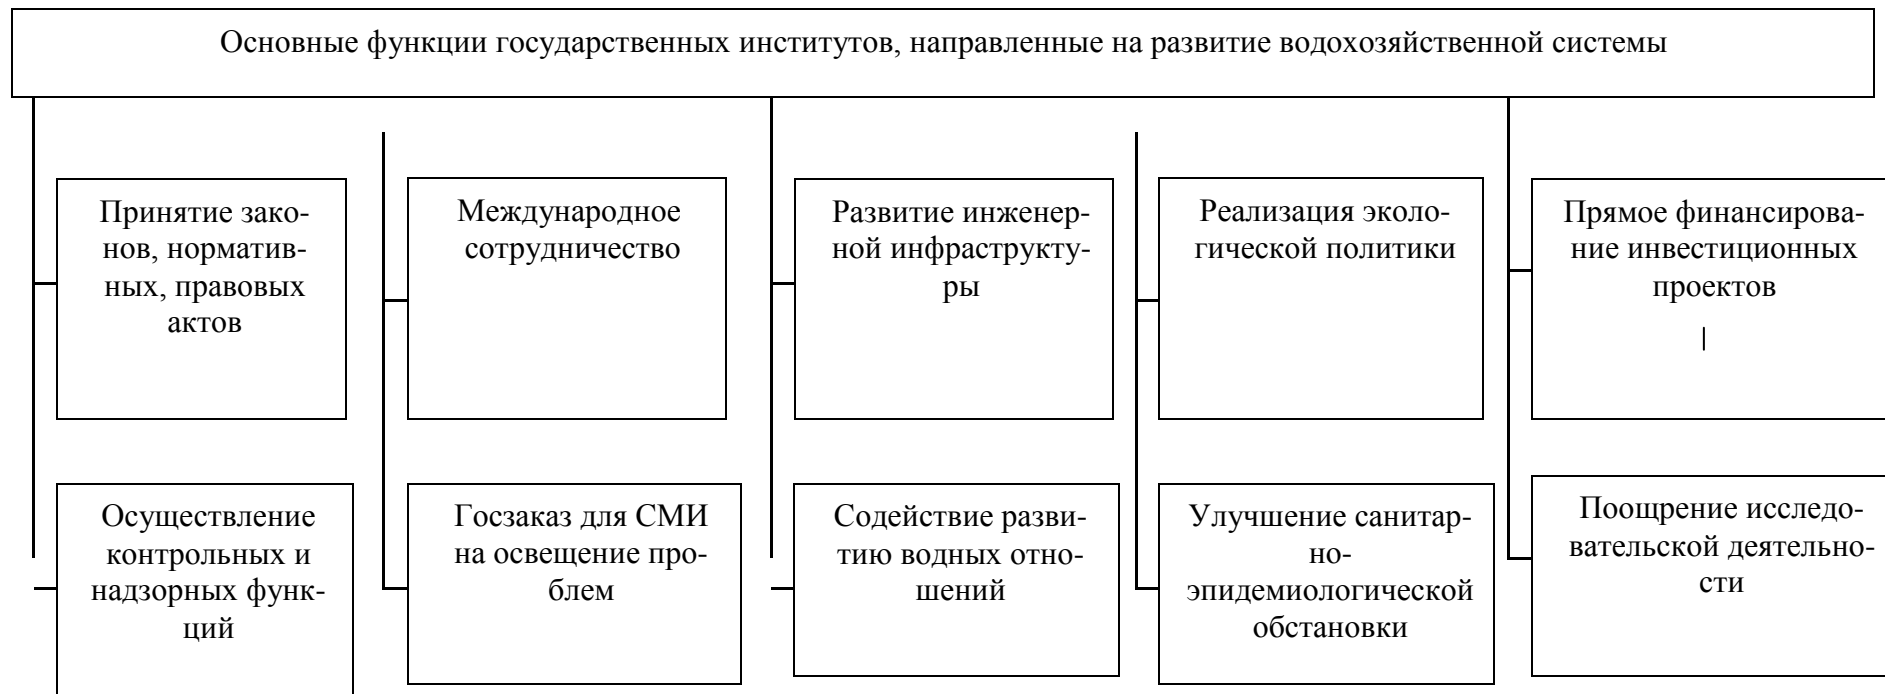 Основные функции государственных институтов, направленные на развитие водохозяйственной системы
Принятие зако-
нов, норматив-
ных, правовых
актов
Международное
сотрудничество
Развитие инженер-
ной инфраструкту-
ры
Реализация эколо-
гической политики
Прямое финансирова-
ние инвестиционных
проектов
Осуществление
контрольных и
надзорных функ-
ций
Госзаказ для СМИ
на освещение про-
блем
Содействие разви-
тию водных отно-
шений
Улучшение санитар-
но-
эпидемиологической
обстановки
Поощрение исследо-
вательской деятельно-
сти